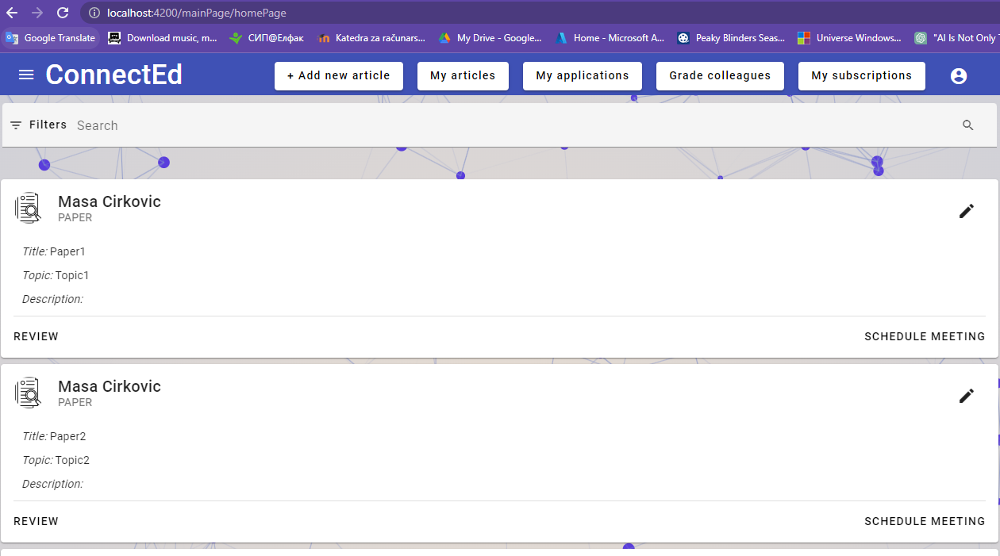 localhost:4200/mainPage/homePage
Google Translate Download music, m... СИП@Елфак Katedra za računars... My Drive - Google... Home - Microsoft A... Peaky Blinders Seas... Universe Windows... "AI Is Not Only
ConnectEd + Add new article My articles My applications Grade colleagues My subscriptions
Filters Search
Masa Cirkovic
PAPER
Title: Paper1
Topic: Topic1
Description:
REVIEW SCHEDULE MEETING
Masa Cirkovic
PAPER
Title: Paper2
Topic: Topic2
Description:
REVIEW SCHEDULE MEETING